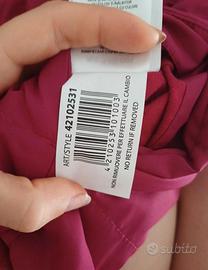 ART/STYLE 42102531
4210253101003
NON RIMUOVERE PER EFFETTUARE IL CAMBIO
NO RETURN IF REMOVED
subito